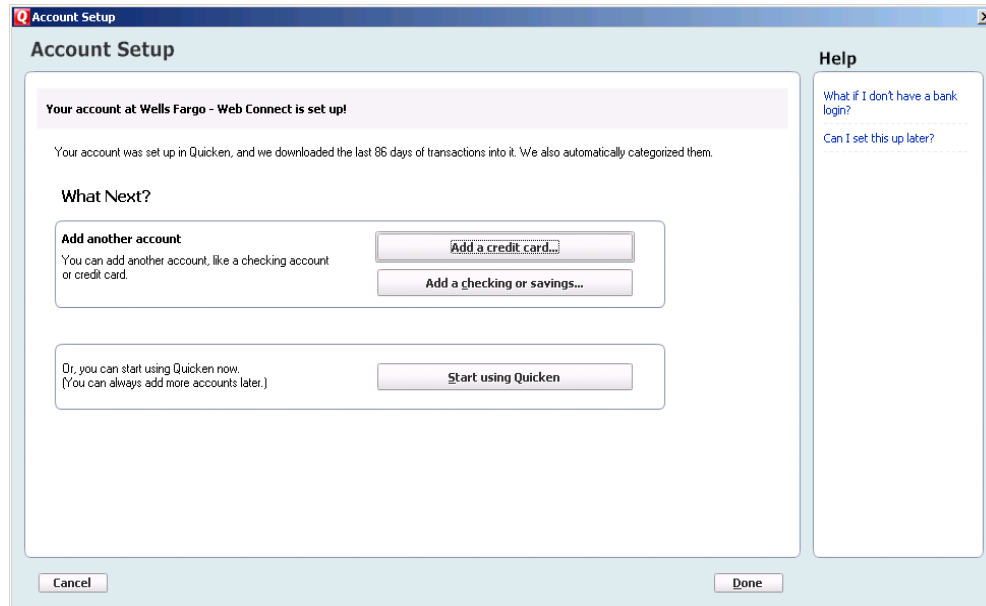 Q Account Setup
Account Setup
Your account at Wells Fargo - Web Connect is set up!
Your account was set up in Quicken, and we downloaded the last 86 days of transactions into it. We also automatically categorized them.
What Next?
Add another account
You can add another account, like a checking account
or credit card.
Add a credit card...
Add a checking or savings...
Or, you can start using Quicken now.
(You can always add more accounts later.)
Start using Quicken
Cancel
Done
Help
What if I don't have a bank
login?
Can I set this up later?